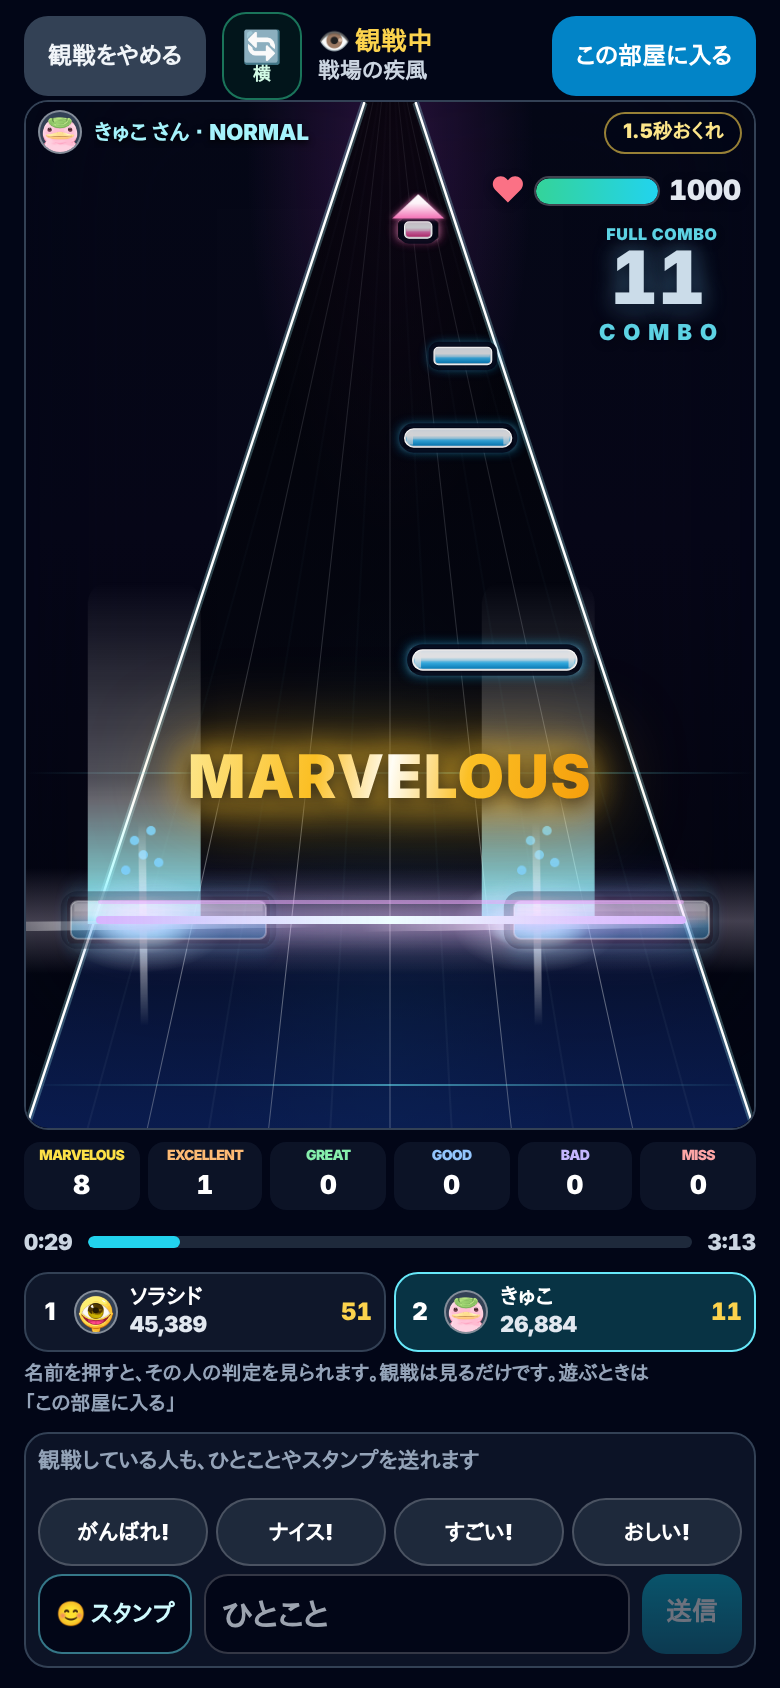 観戦をやめる
横
観戦中
戦場の疾風
この部屋に入る
きゅこ さん · NORMAL
1.5秒おくれ
1000
FULL COMBO
11
COMBO
MARVELOUS
MARVELOUS
8
EXCELLENT
1
GREAT
0
GOOD
0
BAD
0
MISS
0
0:29
3:13
1
ソラシド
45,389
51
2
きゅこ
26,884
11
名前を押すと、その人の判定を見られます。観戦は見るだけです。遊ぶときは
「この部屋に入る」
観戦している人も、ひとことやスタンプを送れます
がんばれ!
ナイス!
すごい!
おしい!
スタンプ
ひとこと
送信